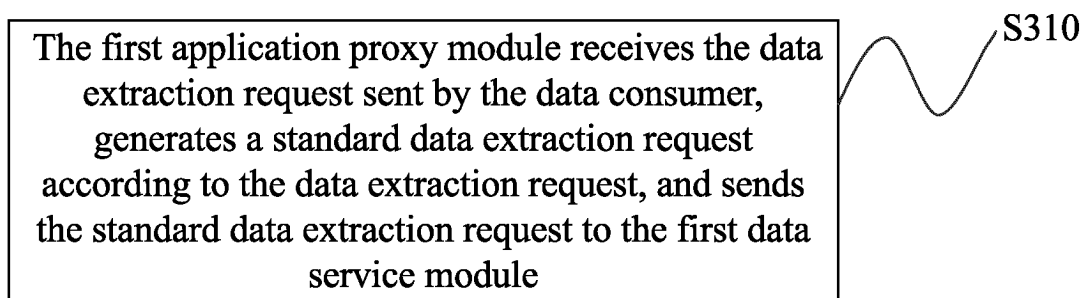 The first application proxy module receives the data
extraction request sent by the data consumer,
generates a standard data extraction request
according to the data extraction request, and sends
the standard data extraction request to the first data
service module
S310